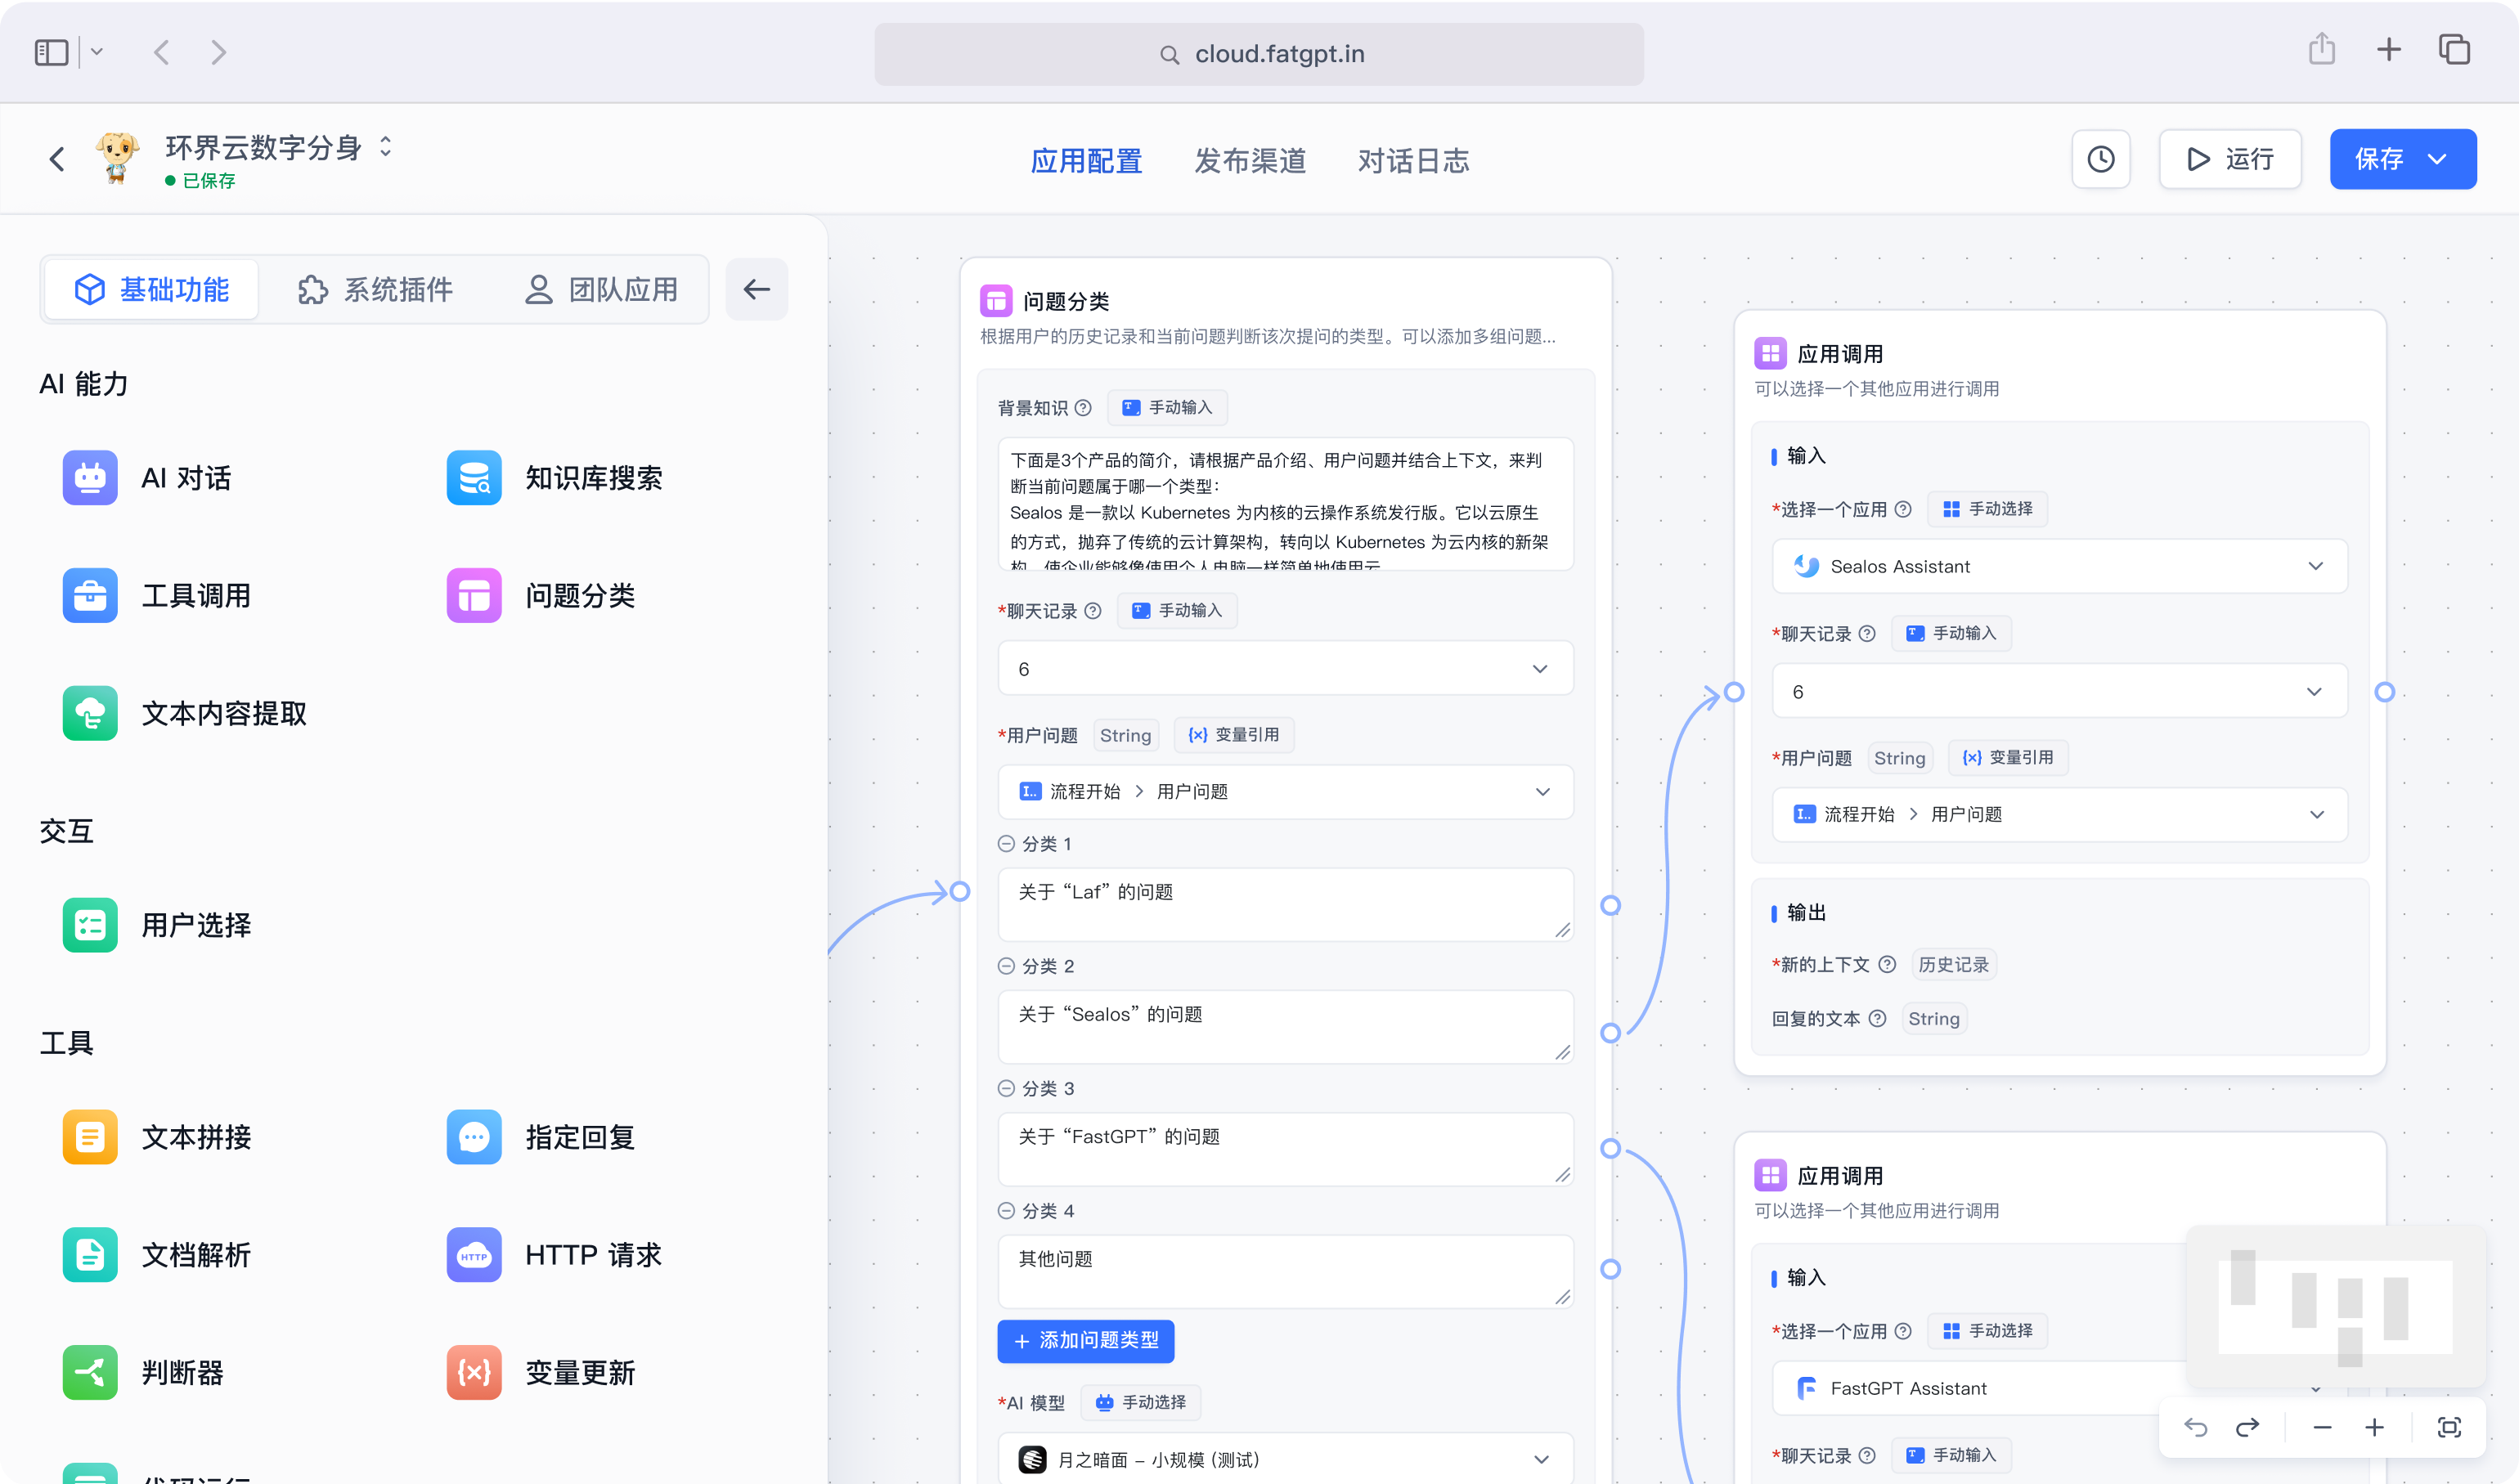 cloud.fatgpt.in
环界云数字分身
已保存
应用配置
发布渠道
对话日志
运行
保存
基础功能
系统插件
团队应用
AI 能力
AI 对话
知识库搜索
工具调用
问题分类
文本内容提取
交互
用户选择
工具
文本拼接
指定回复
文档解析
HTTP
HTTP 请求
判断器
变量更新
问题分类
根据用户的历史记录和当前问题判断该次提问的类型。可以添加多组问题...
背景知识 手动输入
下面是3个产品的简介，请根据产品介绍、用户问题并结合上下文，来判
断当前问题属于哪一个类型：
Sealos 是一款以 Kubernetes 为内核的云操作系统发行版。它以云原生
的方式，抛弃了传统的云计算架构，转向以 Kubernetes 为云内核的新架
构，使企业能够像使用个人电脑一样简单地使用云
*聊天记录 手动输入
6
*用户问题 String {x} 变量引用
流程开始 > 用户问题
分类 1
关于“Laf”的问题
分类 2
关于“Sealos”的问题
分类 3
关于“FastGPT”的问题
分类 4
其他问题
+ 添加问题类型
*AI 模型 手动选择
月之暗面 – 小规模 (测试)
应用调用
可以选择一个其他应用进行调用
输入
*选择一个应用 手动选择
Sealos Assistant
*聊天记录 手动输入
6
*用户问题 String {x} 变量引用
流程开始 > 用户问题
输出
*新的上下文 历史记录
回复的文本 String
应用调用
可以选择一个其他应用进行调用
输入
*选择一个应用 手动选择
FastGPT Assistant
*聊天记录 手动输入